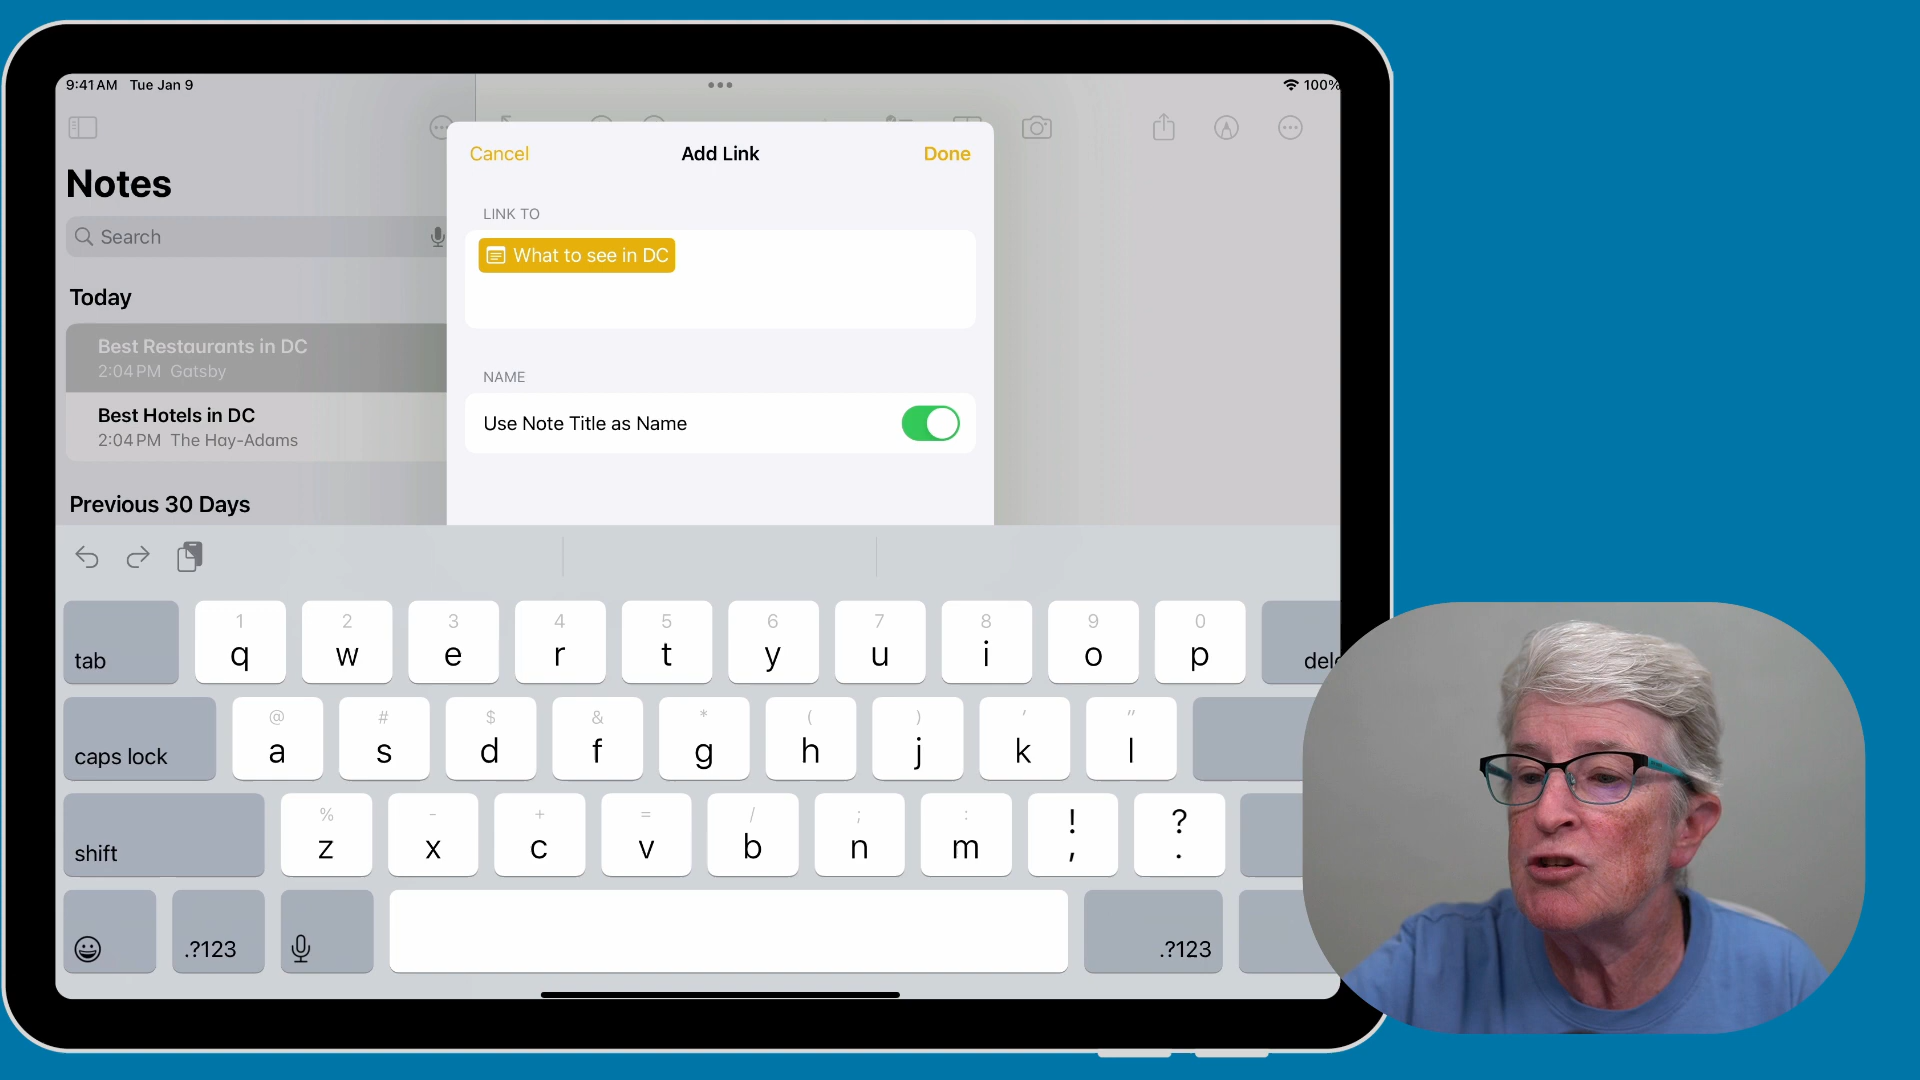 9:41 AM Tue Jan 9
100%
Notes
Search
Today
Best Restaurants in DC
2:04 PM Gatsby
Best Hotels in DC
2:04 PM The Hay-Adams
Previous 30 Days
Cancel
Add Link
Done
LINK TO
What to see in DC
NAME
Use Note Title as Name
1 2 3 4 5 6 7 8 9 0
tab q w e r t y u i o p
@ # $ & * ( ) ' "
caps lock a s d f g h j k l
% - + = / ; : ! ?
shift z x c v b n m , .
.?123 .?123